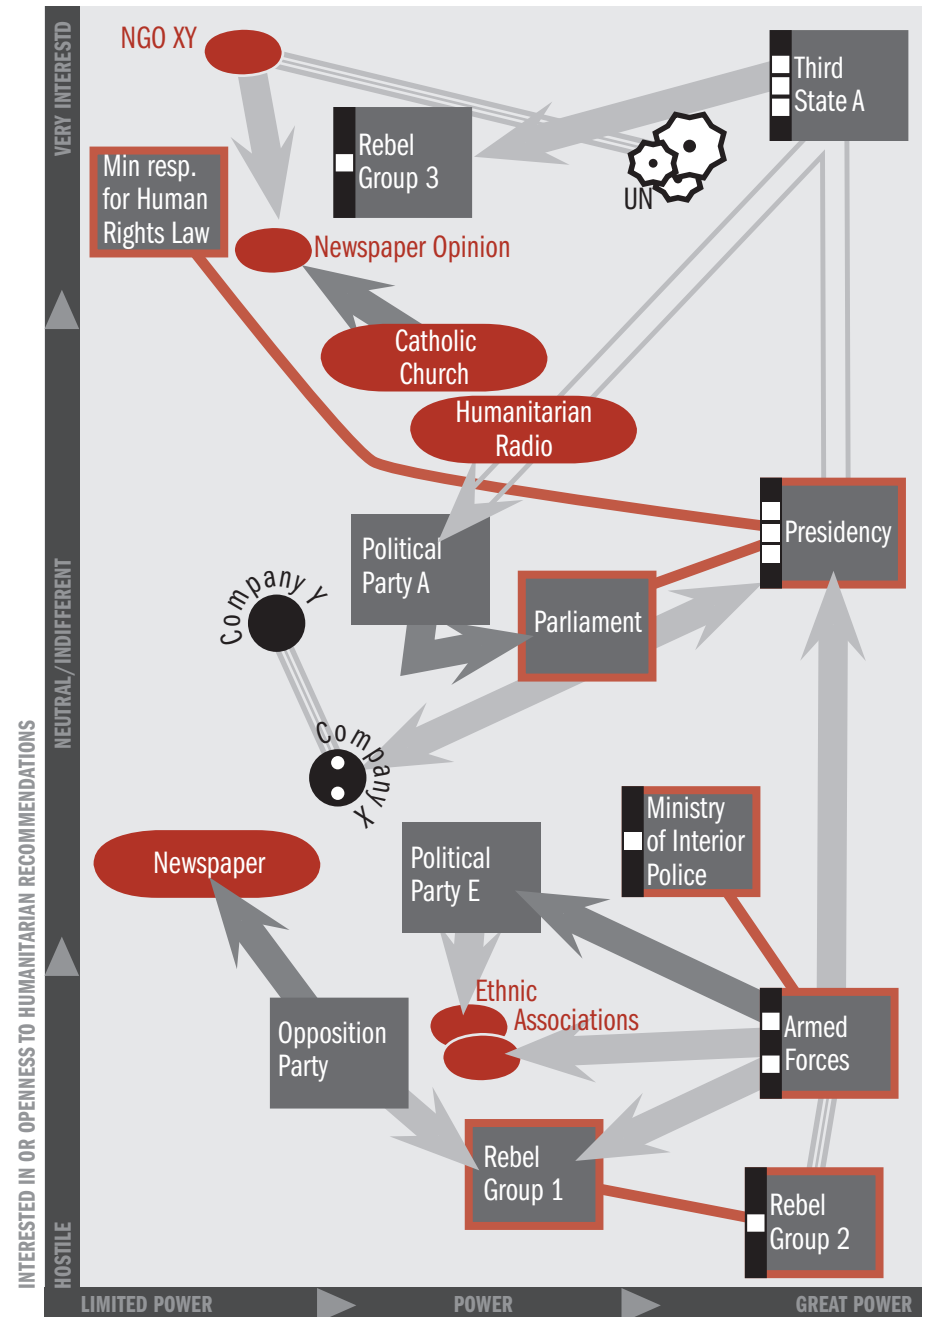 NGO XY
Third
State A
Rebel
Group 3
UN
Min resp.
for Human
Rights Law
Newspaper Opinion
Catholic
Church
Humanitarian
Radio
Presidency
Political
Party A
Parliament
Company Y
Company X
Ministry
of Interior
Police
Newspaper
Political
Party E
Ethnic
Associations
Armed
Forces
Opposition
Party
Rebel
Group 1
Rebel
Group 2
VERY INTERESTD
NEUTRAL/INDIFFERENT
HOSTILE
INTERESTED IN OR OPENNESS TO HUMANITARIAN RECOMMENDATIONS
LIMITED POWER
POWER
GREAT POWER